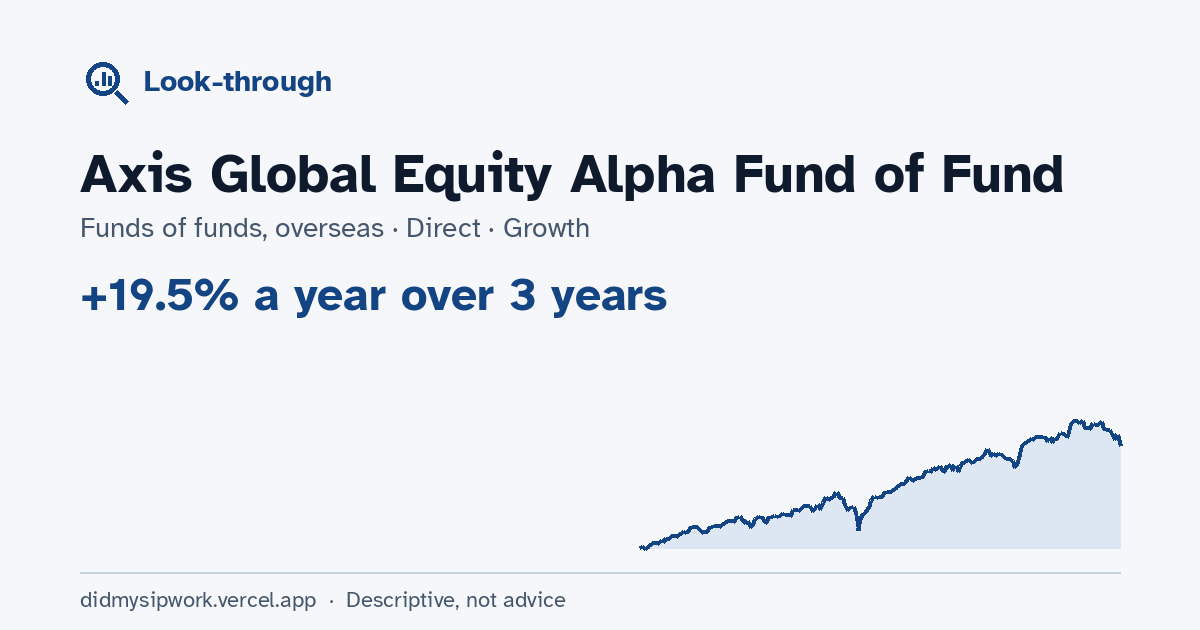 Look-through
Axis Global Equity Alpha Fund of Fund
Funds of funds, overseas · Direct · Growth
+19.5% a year over 3 years
didmysipwork.vercel.app · Descriptive, not advice